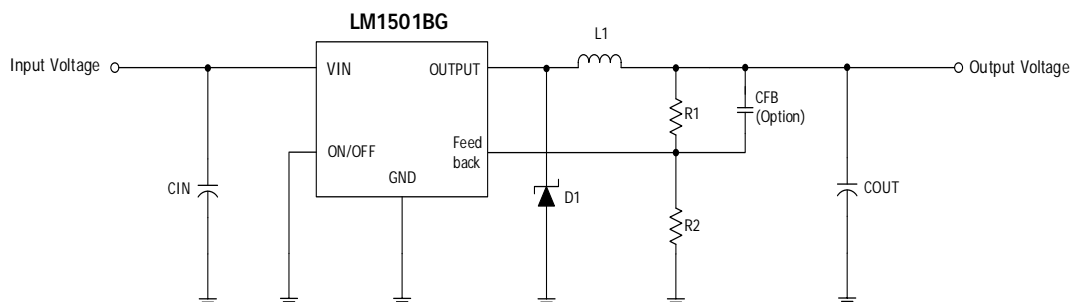 LM1501BG
L1
Input Voltage
VIN
OUTPUT
Output Voltage
R1
CFB
(Option)
ON/OFF
Feed
back
GND
CIN
D1
R2
COUT